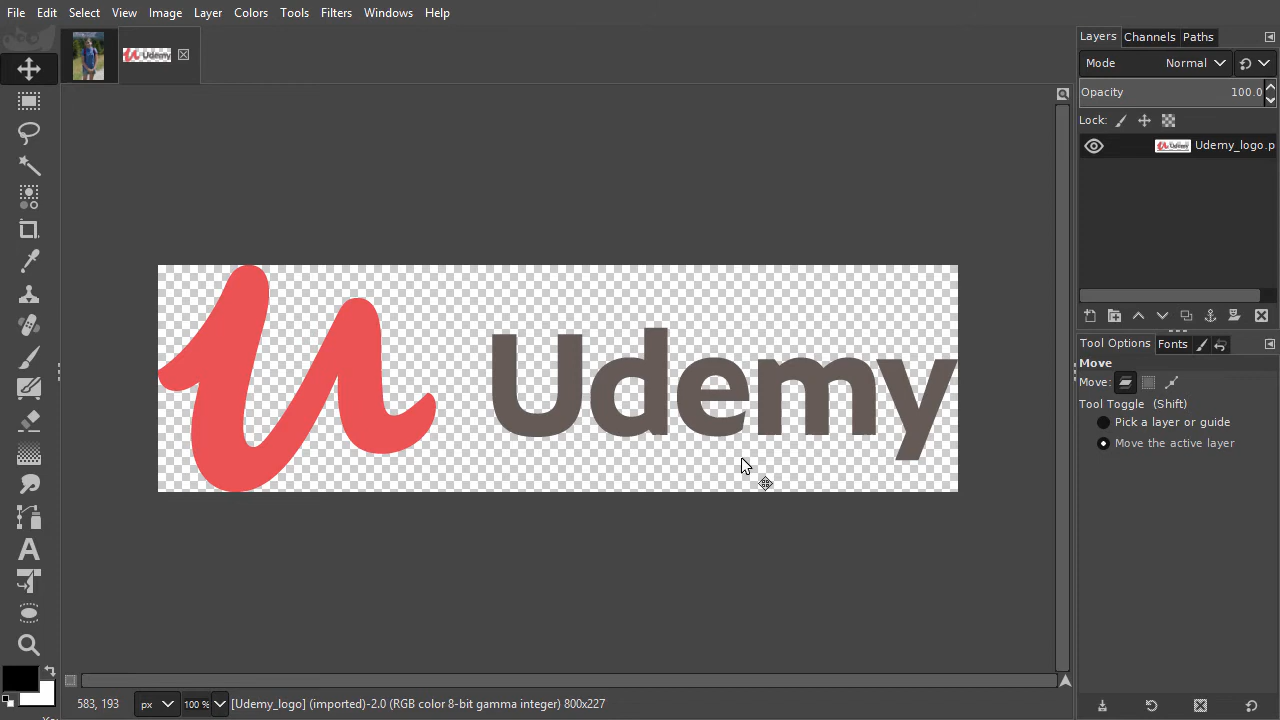 File Edit Select View Image Layer Colors Tools Filters Windows Help
Layers Channels Paths
Mode Normal
Opacity 100.0
Lock:
Udemy_logo.p
Udemy
Tool Options Fonts
Move
Move:
Tool Toggle (Shift)
Pick a layer or guide
Move the active layer
583, 193 px 100 % [Udemy_logo] (imported)-2.0 (RGB color 8-bit gamma integer) 800x227